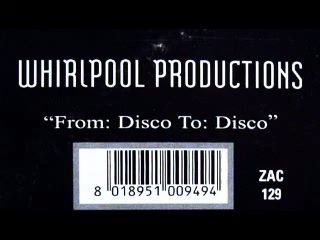 WHIRLPOOL PRODUCTIONS
“From: Disco To: Disco”
ZAC
129
8 018951 009494